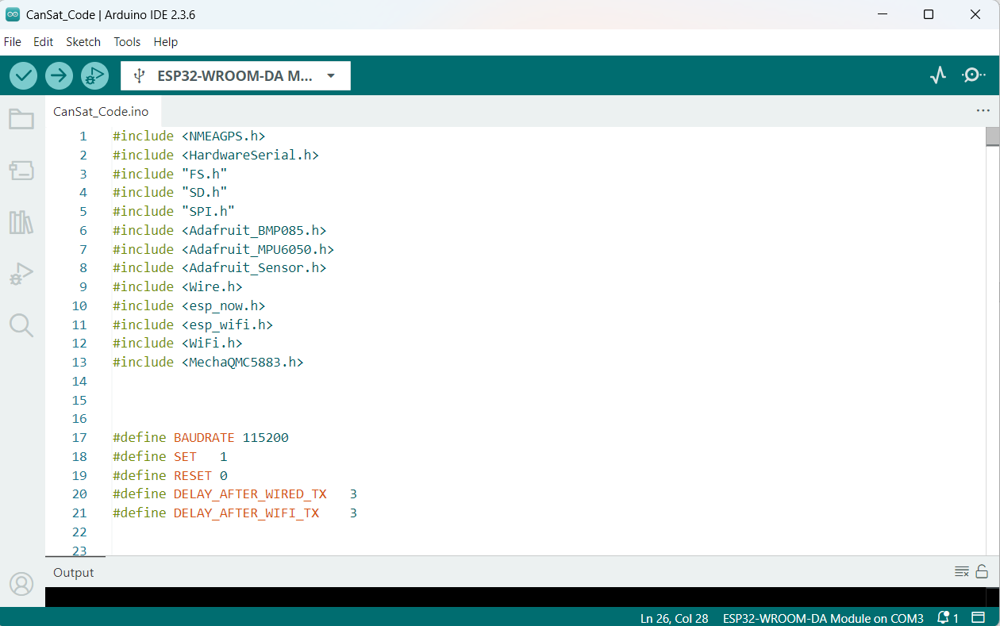 CanSat_Code | Arduino IDE 2.3.6
File Edit Sketch Tools Help
ESP32-WROOM-DA M...
CanSat_Code.ino
1 #include <NMEAGPS.h>
2 #include <HardwareSerial.h>
3 #include "FS.h"
4 #include "SD.h"
5 #include "SPI.h"
6 #include <Adafruit_BMP085.h>
7 #include <Adafruit_MPU6050.h>
8 #include <Adafruit_Sensor.h>
9 #include <Wire.h>
10 #include <esp_now.h>
11 #include <esp_wifi.h>
12 #include <WiFi.h>
13 #include <MechaQMC5883.h>
14
15
16
17 #define BAUDRATE 115200
18 #define SET   1
19 #define RESET 0
20 #define DELAY_AFTER_WIRED_TX   3
21 #define DELAY_AFTER_WIFI_TX    3
22
23
Output
Ln 26, Col 28 ESP32-WROOM-DA Module on COM3 1